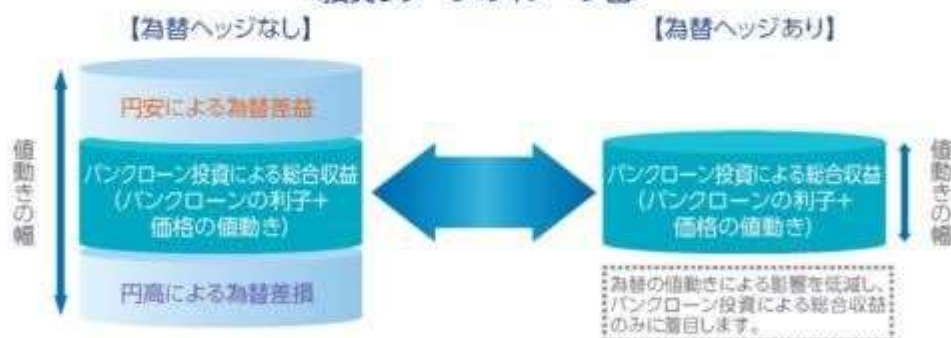 【為替ヘッジなし】
【為替ヘッジあり】
値動きの幅
円安による為替差益
バンクローン投資による総合収益
(バンクローンの利子+
価格の値動き)
円高による為替差損
バンクローン投資による総合収益
(バンクローンの利子+
価格の値動き)
値動きの幅
為替の値動きによる影響を低減し、
バンクローン投資による総合収益
のみに着目します。